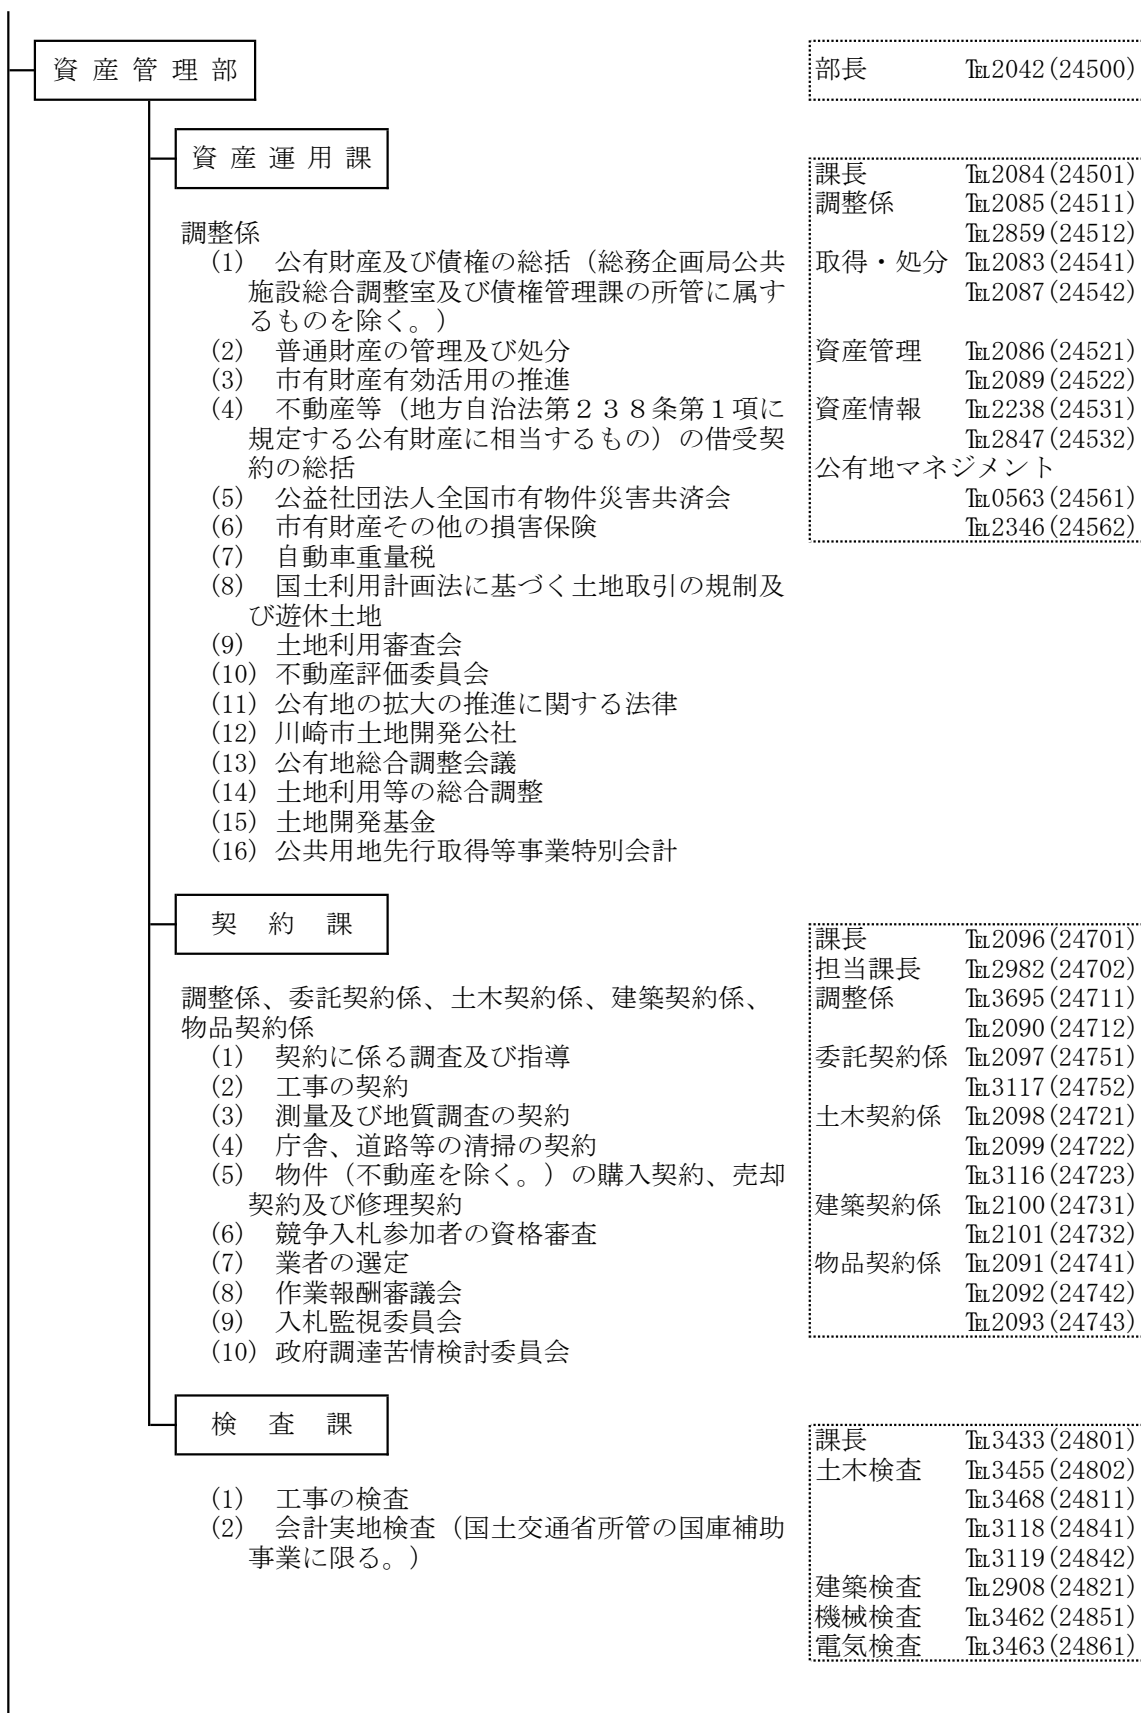 資産管理部
部長 ℡2042(24500)
資産運用課
調整係
(1) 公有財産及び債権の総括（総務企画局公共
施設総合調整室及び債権管理課の所管に属す
るものを除く。）
(2) 普通財産の管理及び処分
(3) 市有財産有効活用の推進
(4) 不動産等（地方自治法第２３８条第１項に
規定する公有財産に相当するもの）の借受契
約の総括
(5) 公益社団法人全国市有物件災害共済会
(6) 市有財産その他の損害保険
(7) 自動車重量税
(8) 国土利用計画法に基づく土地取引の規制及
び遊休土地
(9) 土地利用審査会
(10) 不動産評価委員会
(11) 公有地の拡大の推進に関する法律
(12) 川崎市土地開発公社
(13) 公有地総合調整会議
(14) 土地利用等の総合調整
(15) 土地開発基金
(16) 公共用地先行取得等事業特別会計
課長 ℡2084(24501)
調整係 ℡2085(24511)
℡2859(24512)
取得・処分 ℡2083(24541)
℡2087(24542)
資産管理 ℡2086(24521)
℡2089(24522)
資産情報 ℡2238(24531)
℡2847(24532)
公有地マネジメント
℡0563(24561)
℡2346(24562)
契約課
調整係、委託契約係、土木契約係、建築契約係、
物品契約係
(1) 契約に係る調査及び指導
(2) 工事の契約
(3) 測量及び地質調査の契約
(4) 庁舎、道路等の清掃の契約
(5) 物件（不動産を除く。）の購入契約、売却
契約及び修理契約
(6) 競争入札参加者の資格審査
(7) 業者の選定
(8) 作業報酬審議会
(9) 入札監視委員会
(10) 政府調達苦情検討委員会
課長 ℡2096(24701)
担当課長 ℡2982(24702)
調整係 ℡3695(24711)
℡2090(24712)
委託契約係 ℡2097(24751)
℡3117(24752)
土木契約係 ℡2098(24721)
℡2099(24722)
℡3116(24723)
建築契約係 ℡2100(24731)
℡2101(24732)
物品契約係 ℡2091(24741)
℡2092(24742)
℡2093(24743)
検査課
(1) 工事の検査
(2) 会計実地検査（国土交通省所管の国庫補助
事業に限る。）
課長 ℡3433(24801)
土木検査 ℡3455(24802)
℡3468(24811)
℡3118(24841)
℡3119(24842)
建築検査 ℡2908(24821)
機械検査 ℡3462(24851)
電気検査 ℡3463(24861)